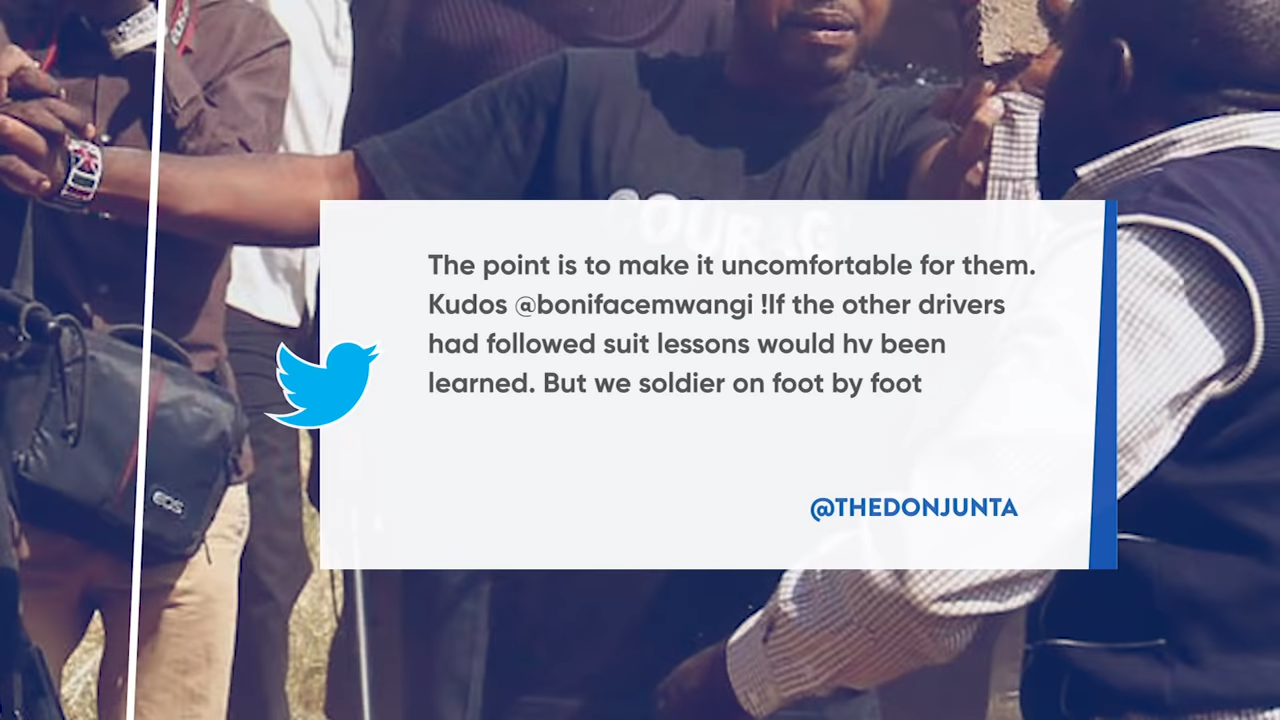 The point is to make it uncomfortable for them.
Kudos @bonifacemwangi !If the other drivers
had followed suit lessons would hv been
learned. But we soldier on foot by foot
@THEDONJUNTA
EOS